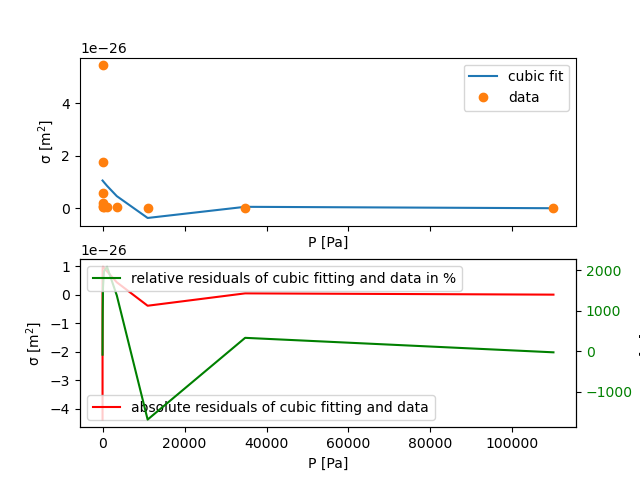 1e−26
cubic fit
data
4
2
0
σ [m²]
P [Pa]
1e−26
relative residuals of cubic fitting and data in %
absolute residuals of cubic fitting and data
1
0
−1
−2
−3
−4
σ [m²]
2000
1000
0
−1000
0 20000 40000 60000 80000 100000
P [Pa]